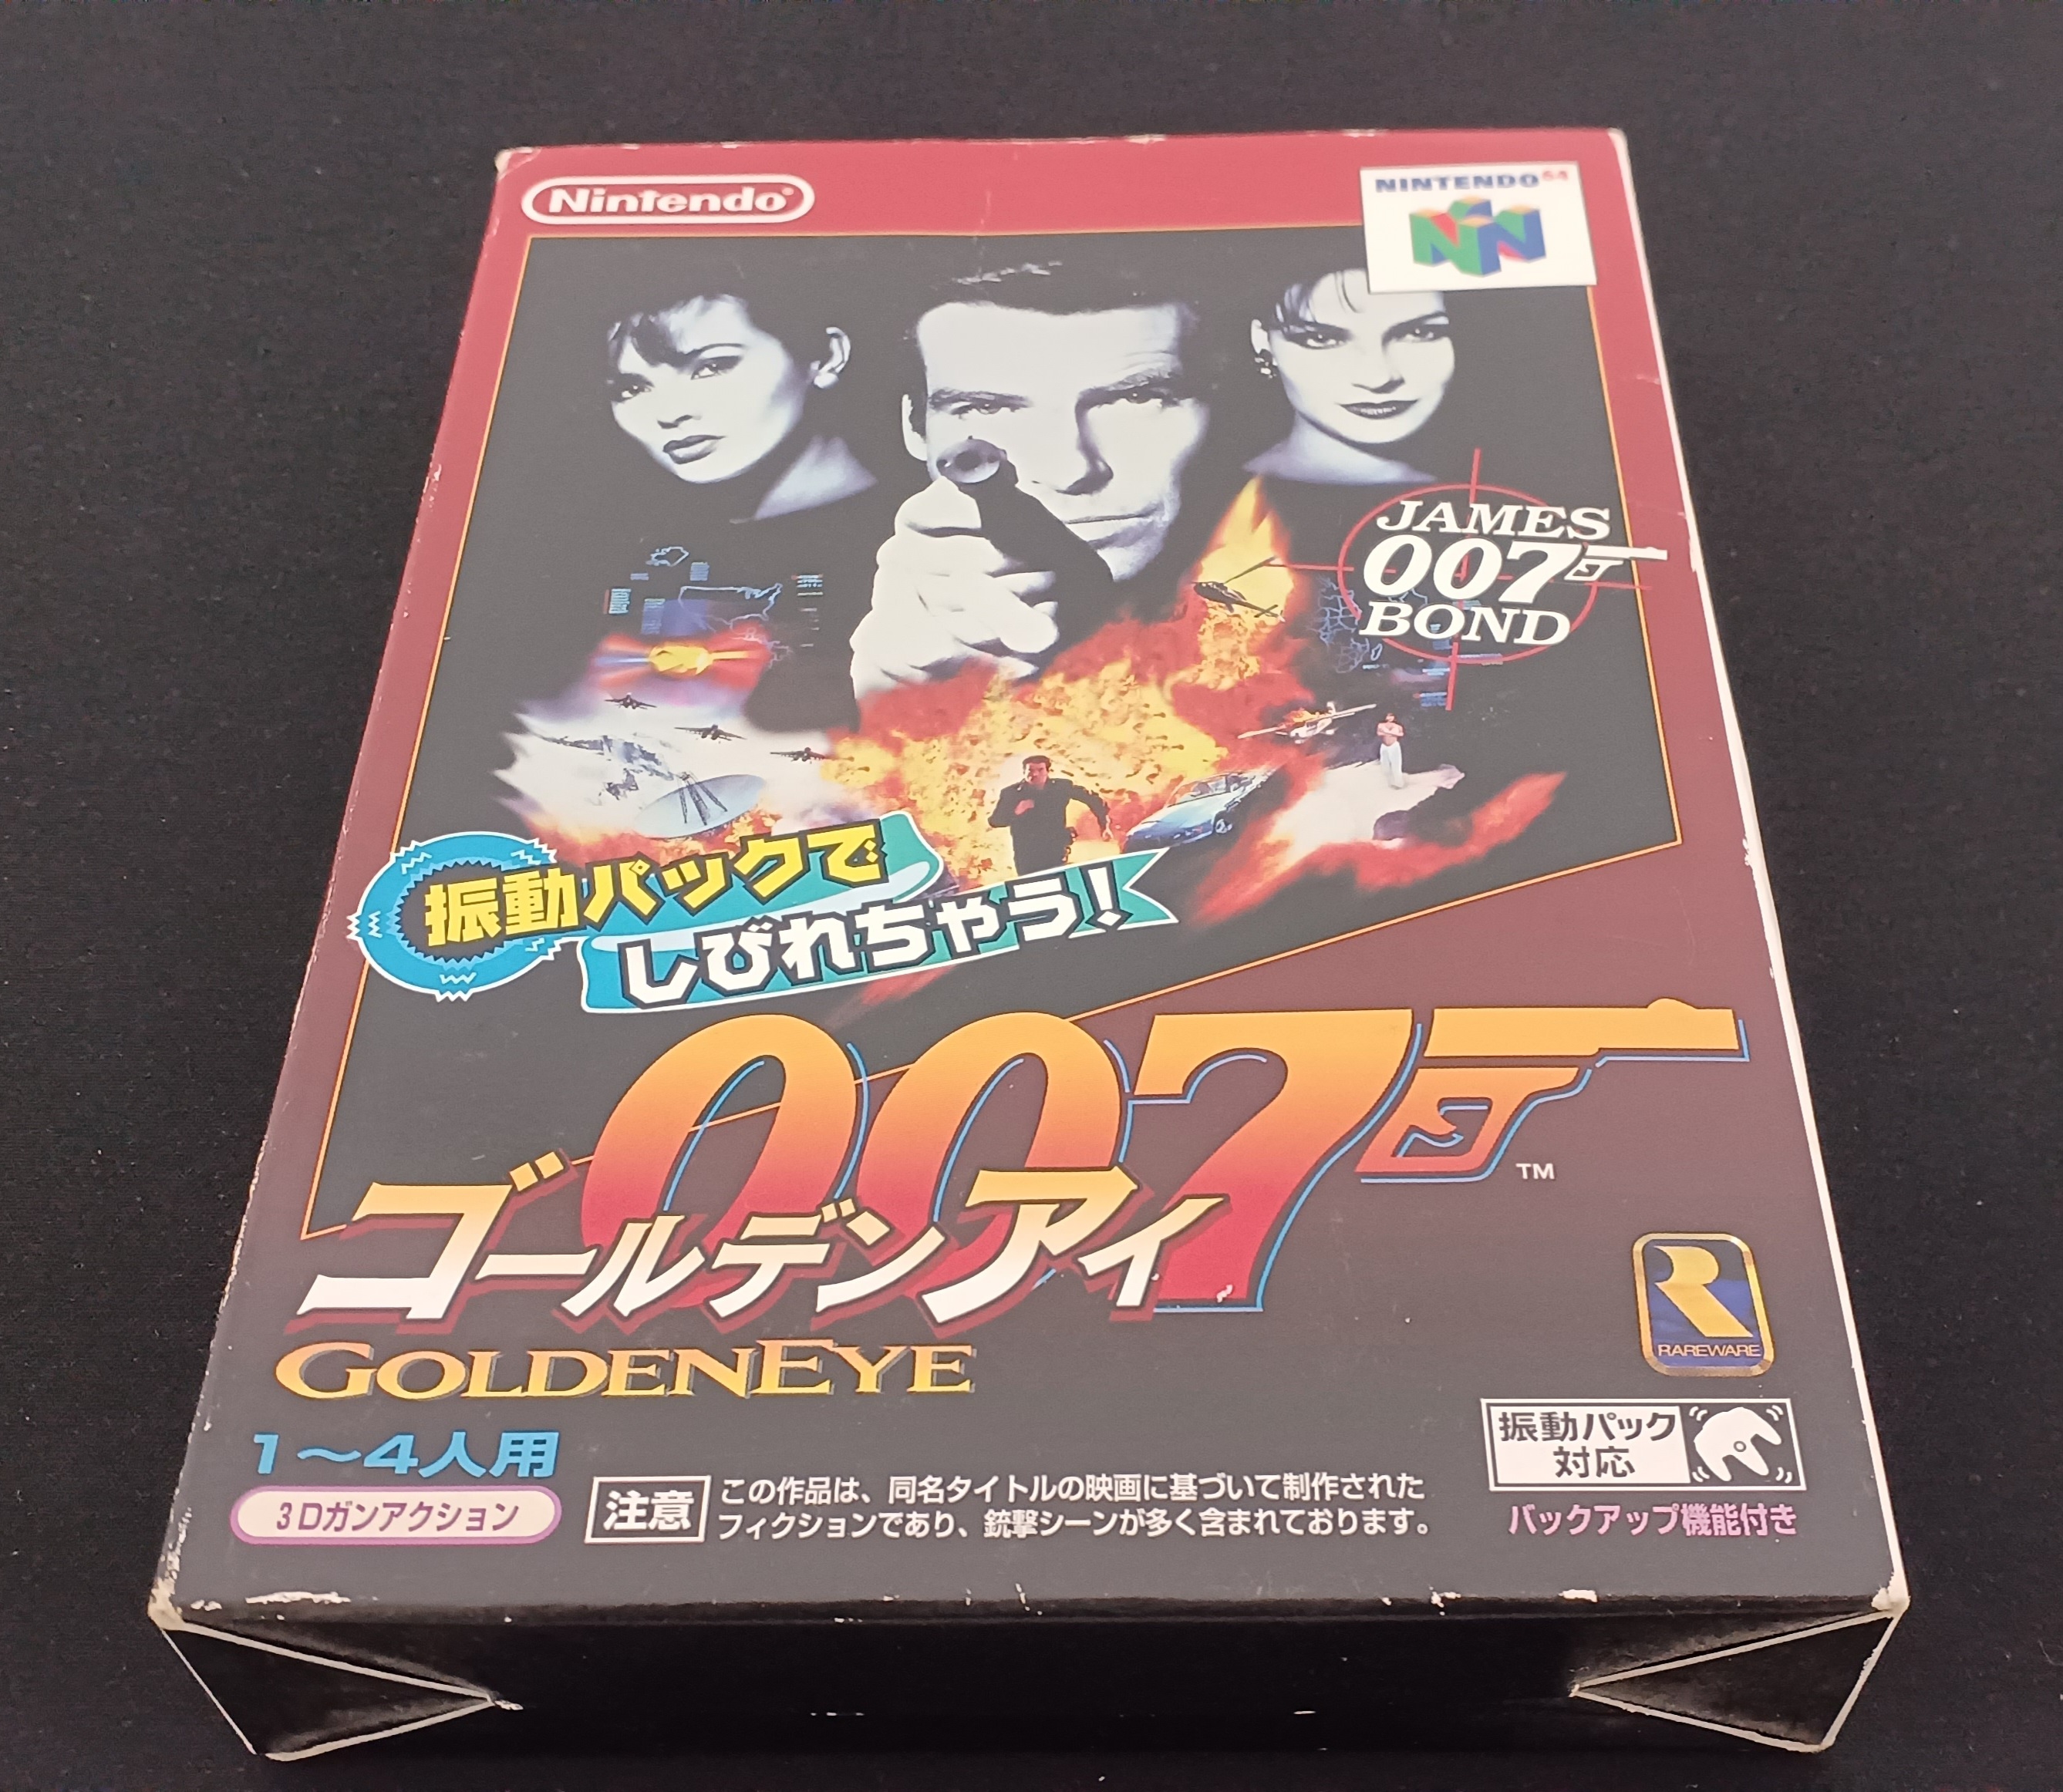 Nintendo®
NINTENDO64
JAMES
007
BOND
振動パックで
しびれちゃう！
007
TM
ゴールデンアイ
GOLDENEYE
RAREWARE
1〜4人用
3Dガンアクション
注意
この作品は、同名タイトルの映画に基づいて制作された
フィクションであり、銃撃シーンが多く含まれております。
振動パック
対応
バックアップ機能付き